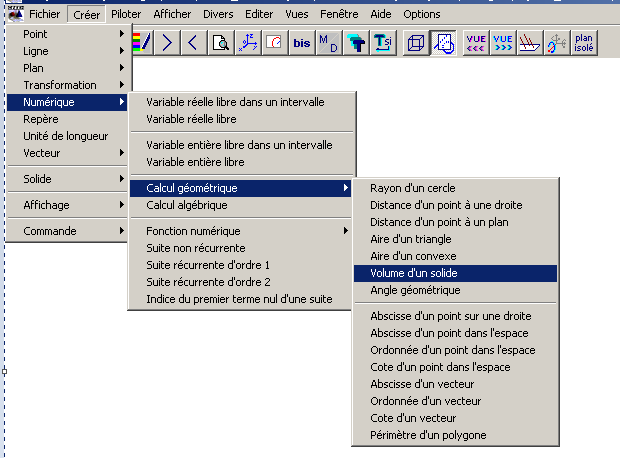 Fichier Créer Piloter Afficher Divers Editer Vues Fenêtre Aide Options
bis MD Tsi VUE <<< VUE >>> plan isolé
Point
Ligne
Plan
Transformation
Numérique
Repère
Unité de longueur
Vecteur
Solide
Affichage
Commande
Variable réelle libre dans un intervalle
Variable réelle libre
Variable entière libre dans un intervalle
Variable entière libre
Calcul géométrique
Calcul algébrique
Fonction numérique
Suite non récurrente
Suite récurrente d'ordre 1
Suite récurrente d'ordre 2
Indice du premier terme nul d'une suite
Rayon d'un cercle
Distance d'un point à une droite
Distance d'un point à un plan
Aire d'un triangle
Aire d'un convexe
Volume d'un solide
Angle géométrique
Abscisse d'un point sur une droite
Abscisse d'un point dans l'espace
Ordonnée d'un point dans l'espace
Cote d'un point dans l'espace
Abscisse d'un vecteur
Ordonnée d'un vecteur
Cote d'un vecteur
Périmètre d'un polygone